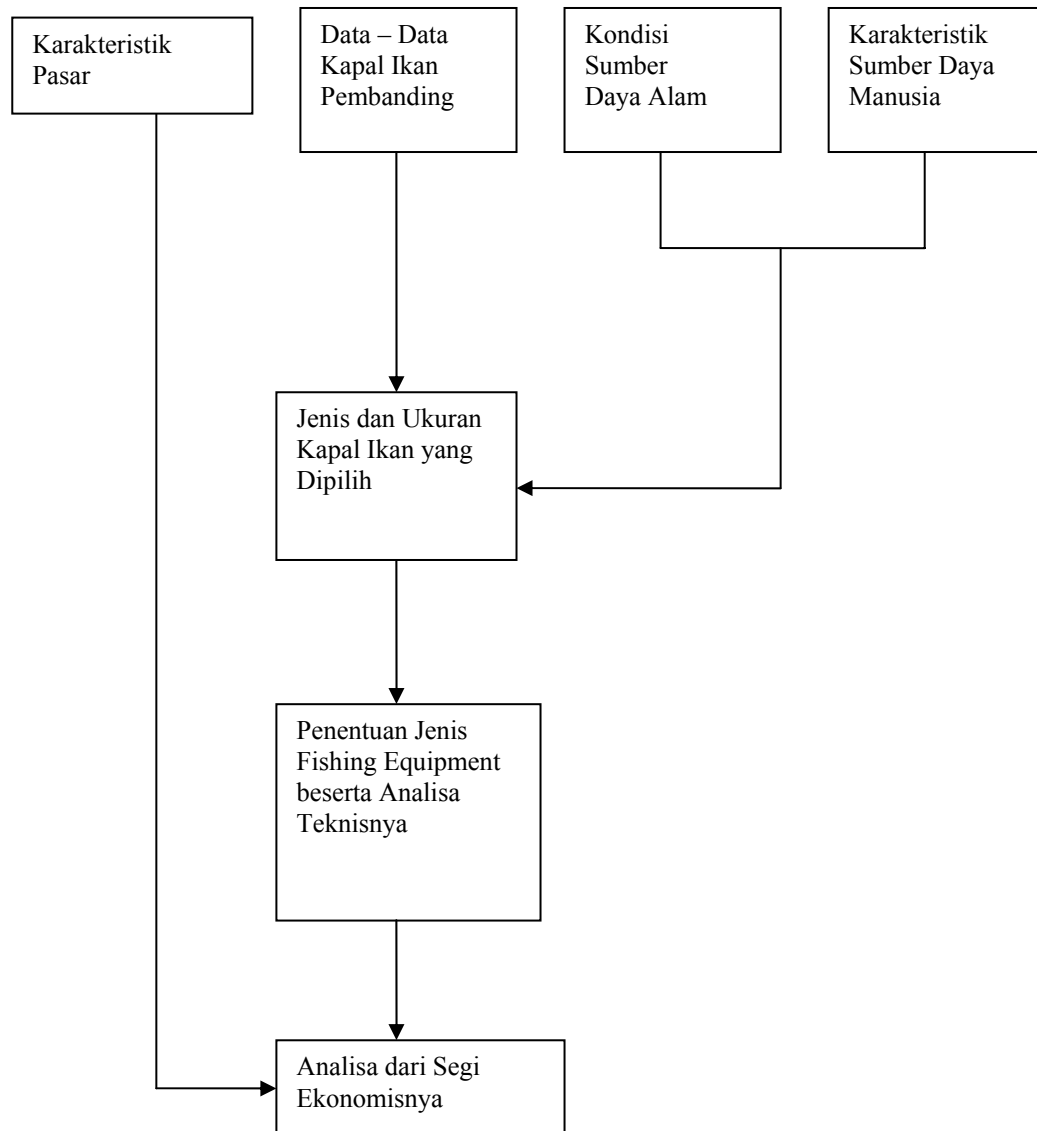 Karakteristik
Pasar
Data – Data
Kapal Ikan
Pembanding
Kondisi
Sumber
Daya Alam
Karakteristik
Sumber Daya
Manusia
Jenis dan Ukuran
Kapal Ikan yang
Dipilih
Penentuan Jenis
Fishing Equipment
beserta Analisa
Teknisnya
Analisa dari Segi
Ekonomisnya